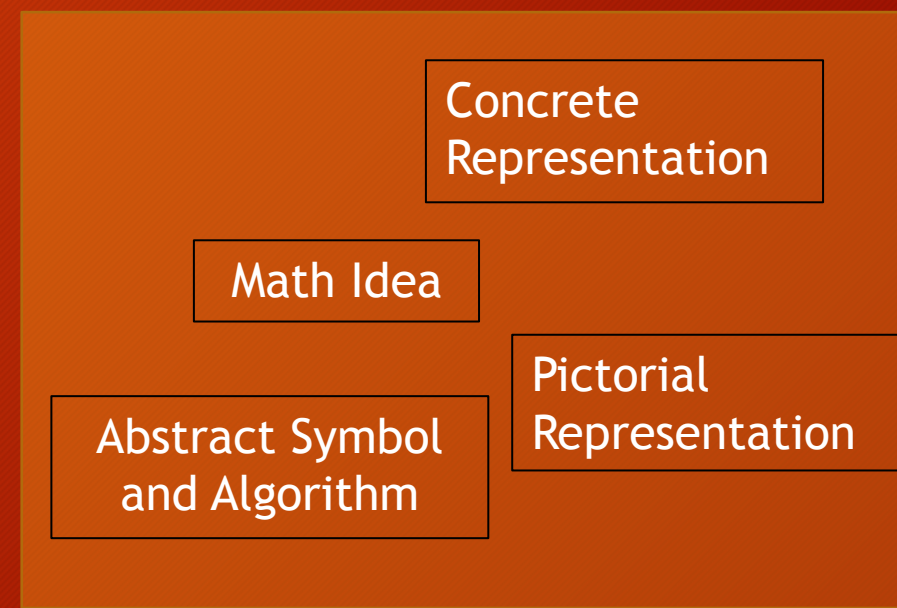 Concrete
Representation
Math Idea
Pictorial
Representation
Abstract Symbol
and Algorithm